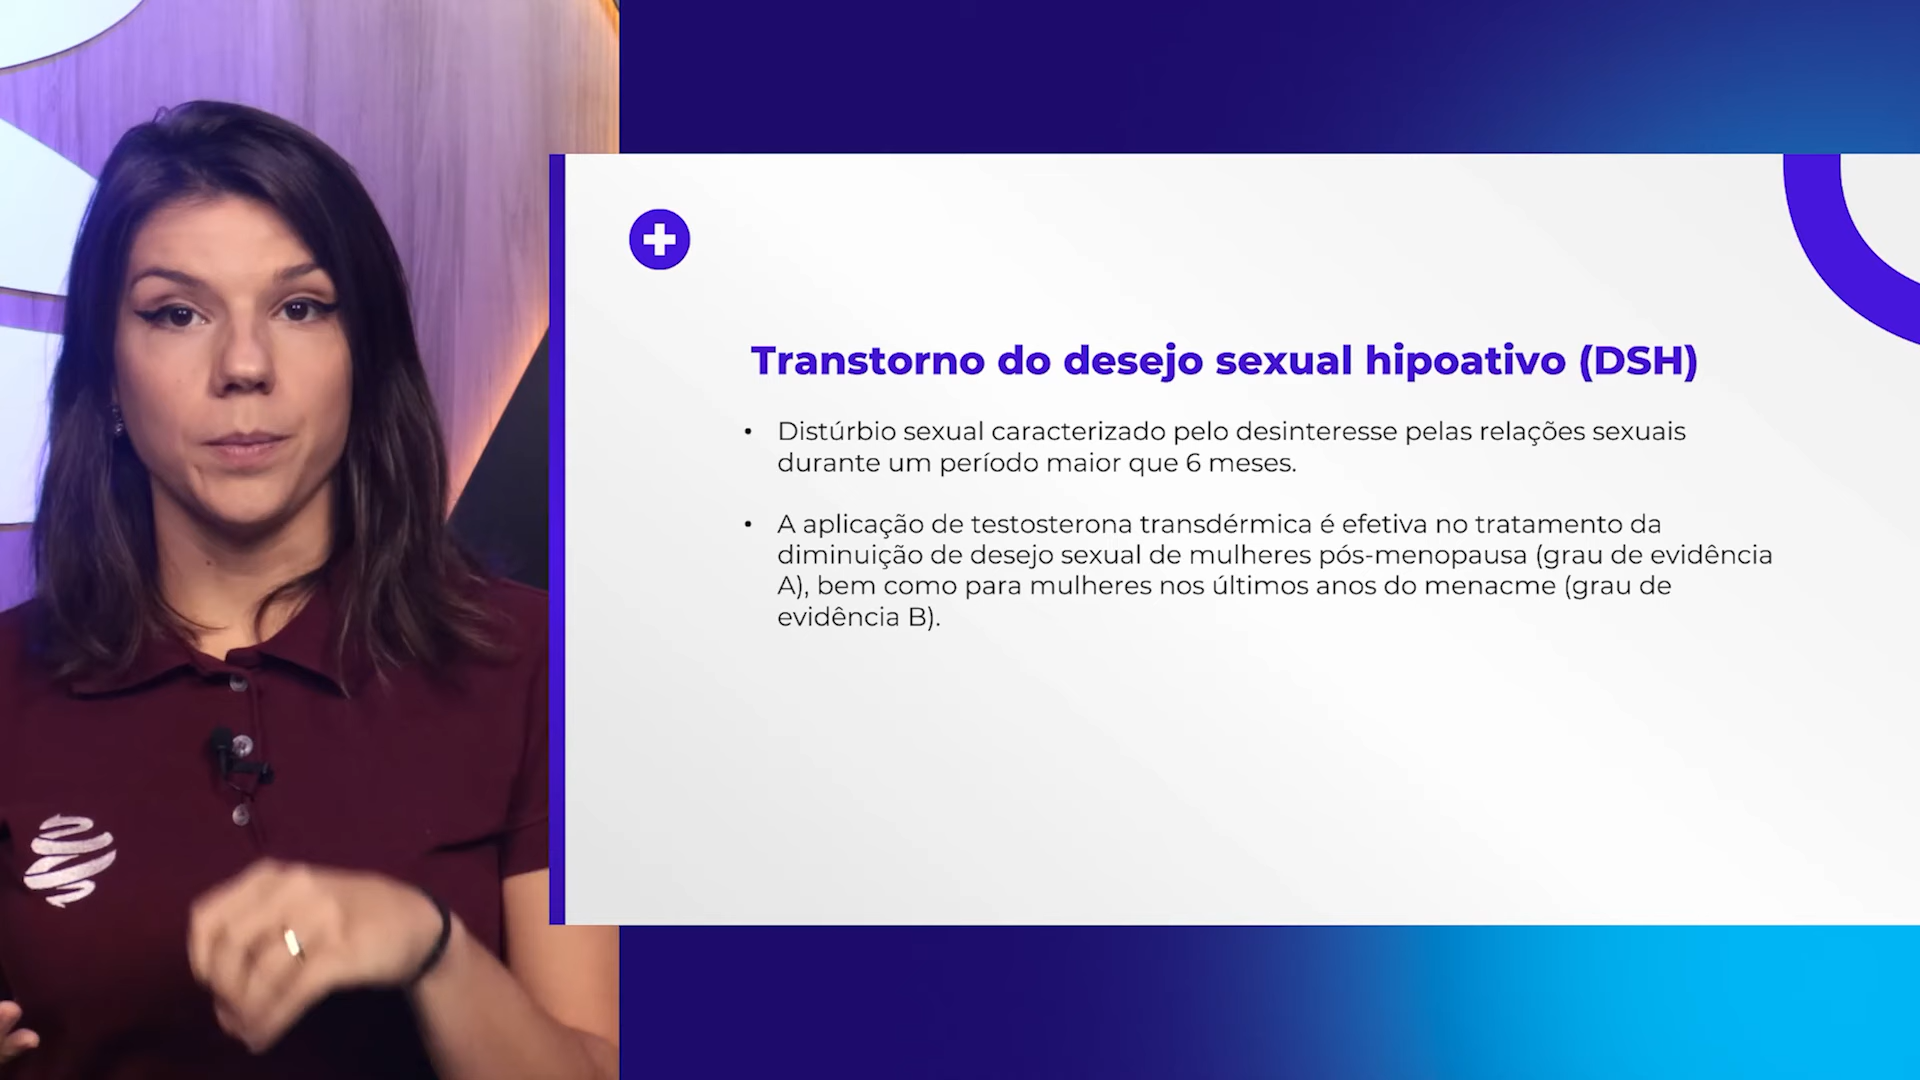 Transtorno do desejo sexual hipoativo (DSH)
• Distúrbio sexual caracterizado pelo desinteresse pelas relações sexuais
durante um período maior que 6 meses.
• A aplicação de testosterona transdérmica é efetiva no tratamento da
diminuição de desejo sexual de mulheres pós-menopausa (grau de evidência
A), bem como para mulheres nos últimos anos do menacme (grau de
evidência B).